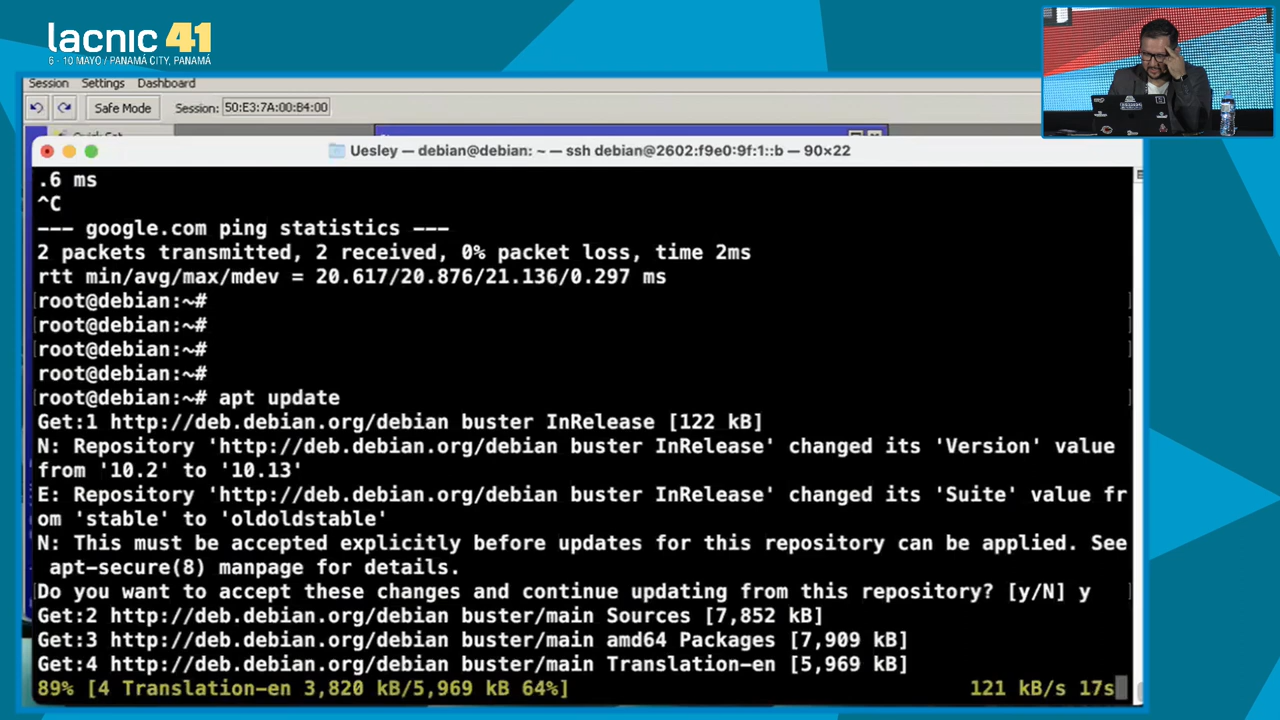 lacnic 41
6 - 10 MAYO / PANAMÁ CITY, PANAMÁ
Session Settings Dashboard
Safe Mode Session: 50:E3:7A:00:B4:00
Uesley — debian@debian: ~ — ssh debian@2602:f9e0:9f:1::b — 90×22
.6 ms
^C
--- google.com ping statistics ---
2 packets transmitted, 2 received, 0% packet loss, time 2ms
rtt min/avg/max/mdev = 20.617/20.876/21.136/0.297 ms
root@debian:~#
root@debian:~#
root@debian:~#
root@debian:~#
root@debian:~# apt update
Get:1 http://deb.debian.org/debian buster InRelease [122 kB]
N: Repository 'http://deb.debian.org/debian buster InRelease' changed its 'Version' value
from '10.2' to '10.13'
E: Repository 'http://deb.debian.org/debian buster InRelease' changed its 'Suite' value fr
om 'stable' to 'oldoldstable'
N: This must be accepted explicitly before updates for this repository can be applied. See
apt-secure(8) manpage for details.
Do you want to accept these changes and continue updating from this repository? [y/N] y
Get:2 http://deb.debian.org/debian buster/main Sources [7,852 kB]
Get:3 http://deb.debian.org/debian buster/main amd64 Packages [7,909 kB]
Get:4 http://deb.debian.org/debian buster/main Translation-en [5,969 kB]
89% [4 Translation-en 3,820 kB/5,969 kB 64%] 121 kB/s 17s